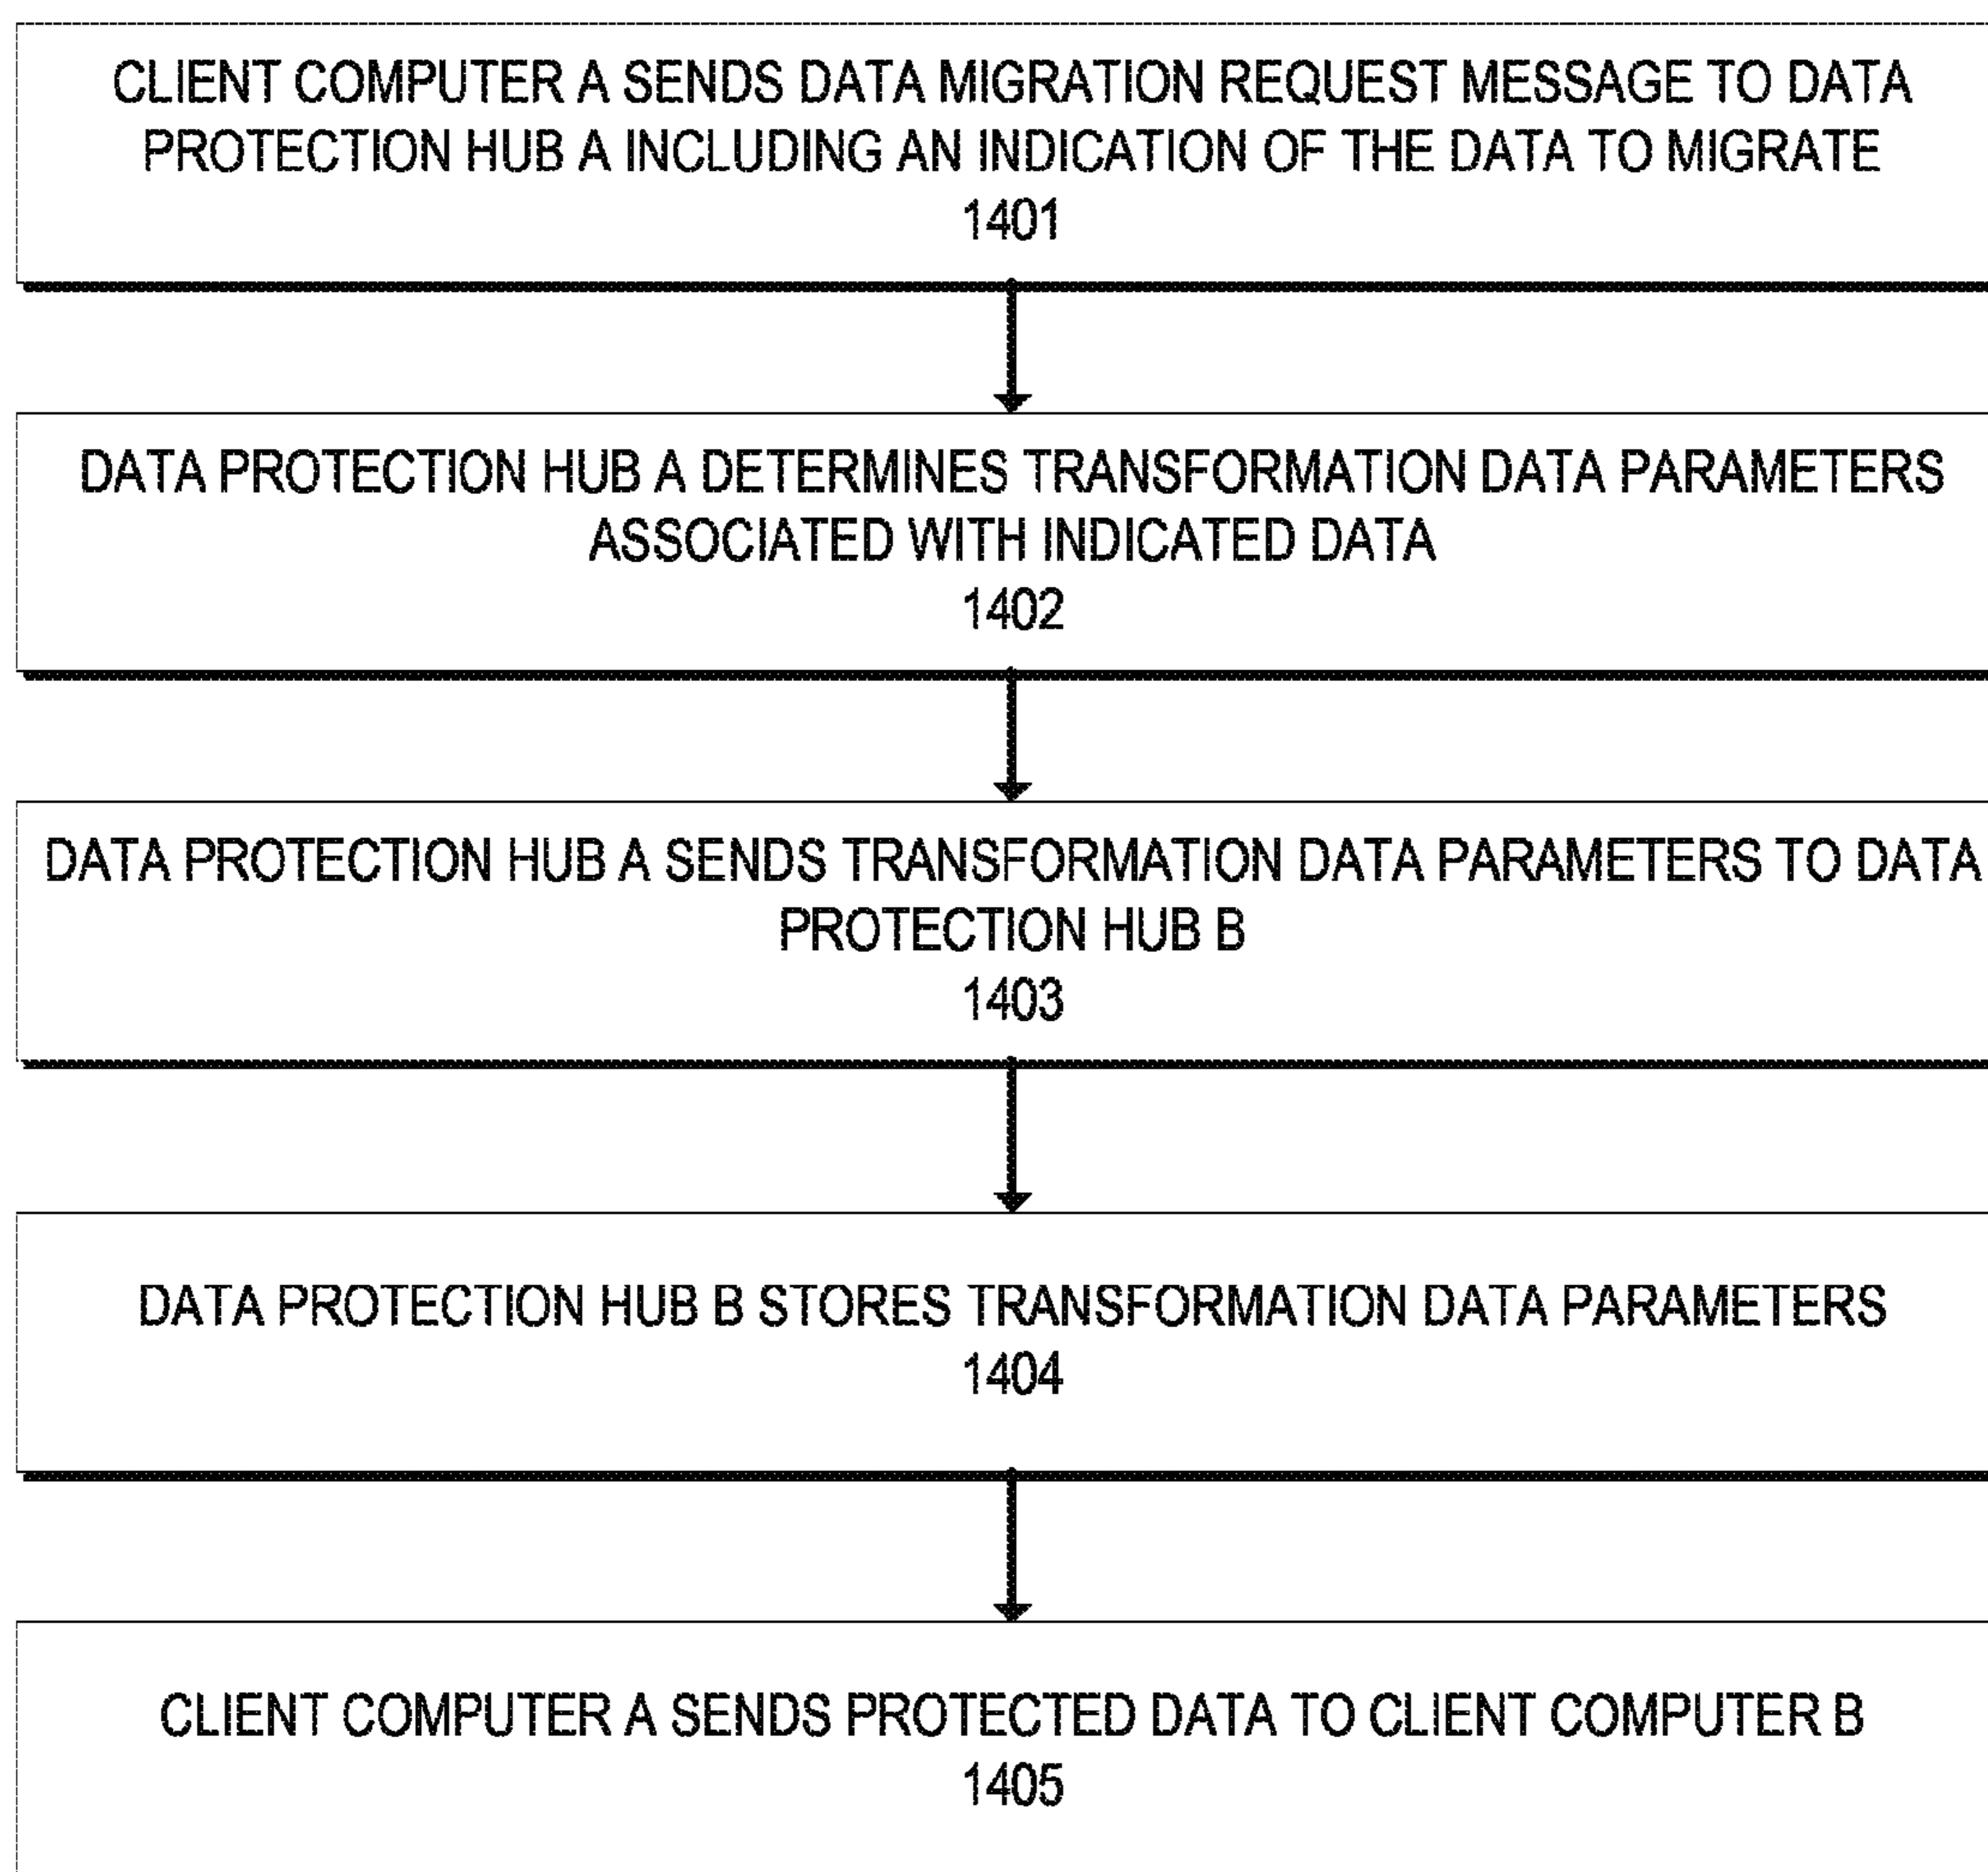 CLIENT COMPUTER A SENDS DATA MIGRATION REQUEST MESSAGE TO DATA
PROTECTION HUB A INCLUDING AN INDICATION OF THE DATA TO MIGRATE
1401
DATA PROTECTION HUB A DETERMINES TRANSFORMATION DATA PARAMETERS
ASSOCIATED WITH INDICATED DATA
1402
DATA PROTECTION HUB A SENDS TRANSFORMATION DATA PARAMETERS TO DATA
PROTECTION HUB B
1403
DATA PROTECTION HUB B STORES TRANSFORMATION DATA PARAMETERS
1404
CLIENT COMPUTER A SENDS PROTECTED DATA TO CLIENT COMPUTER B
1405